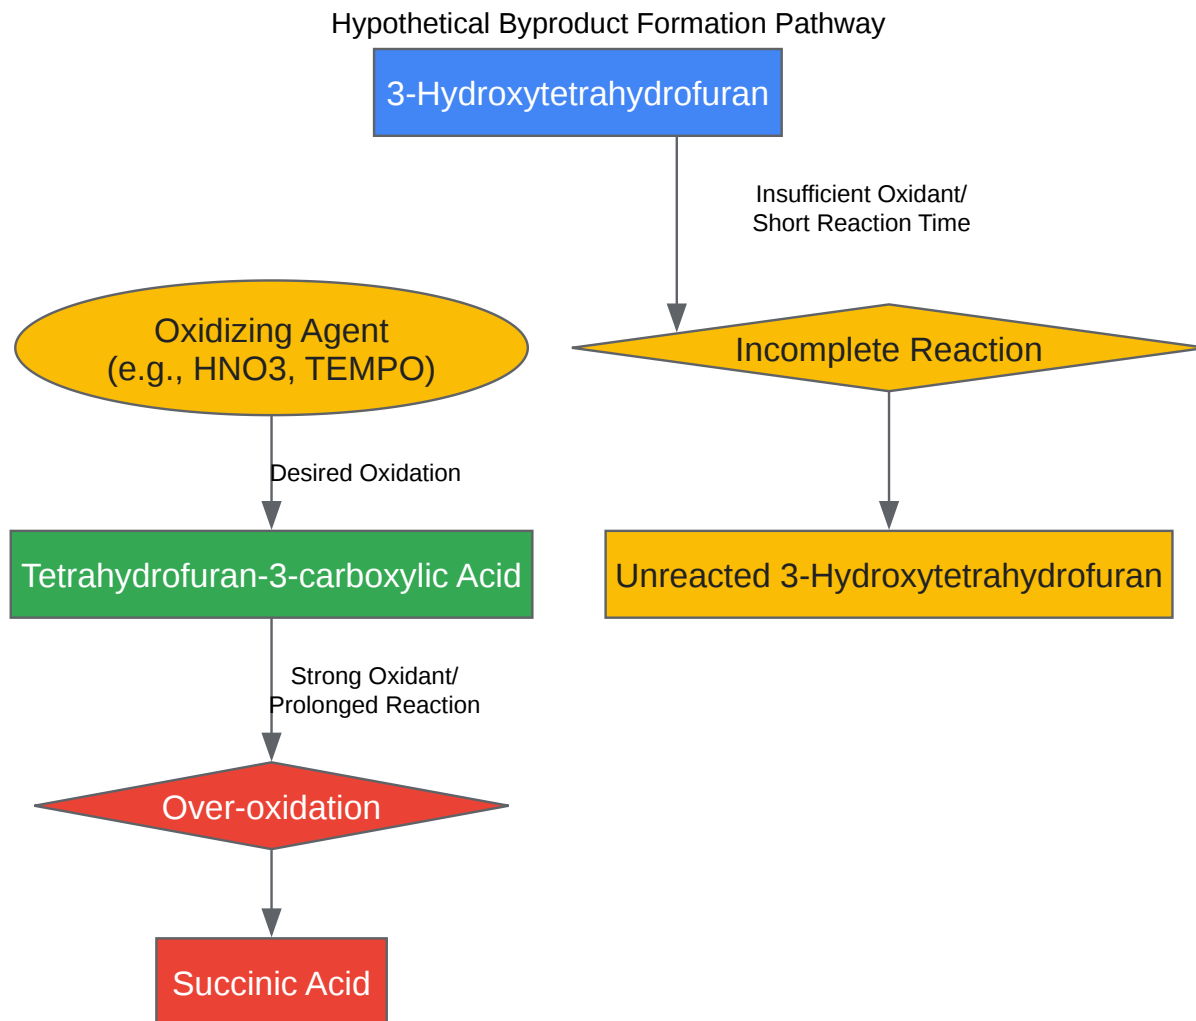 Hypothetical Byproduct Formation Pathway
3-Hydroxytetrahydrofuran
Insufficient Oxidant/
Short Reaction Time
Oxidizing Agent
(e.g., HNO3, TEMPO)
Incomplete Reaction
Desired Oxidation
Tetrahydrofuran-3-carboxylic Acid
Unreacted 3-Hydroxytetrahydrofuran
Strong Oxidant/
Prolonged Reaction
Over-oxidation
Succinic Acid